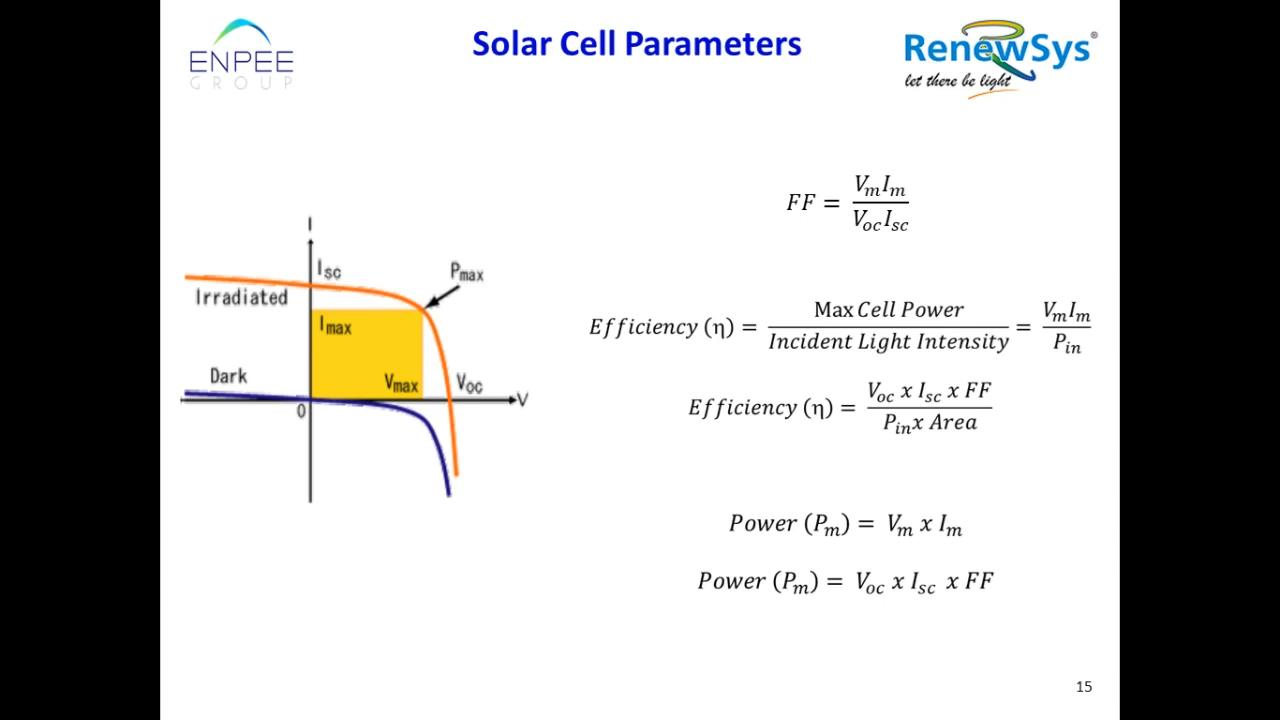 ENPEE
GROUP
Solar Cell Parameters
RenewSys®
let there be light
I
Isc
Pmax
Irradiated
Imax
Dark
Vmax
Voc
V
0
FF = VmIm / VocIsc
Efficiency (η) = Max Cell Power / Incident Light Intensity = VmIm / Pin
Efficiency (η) = Voc x Isc x FF / Pin x Area
Power (Pm) = Vm x Im
Power (Pm) = Voc x Isc x FF
15